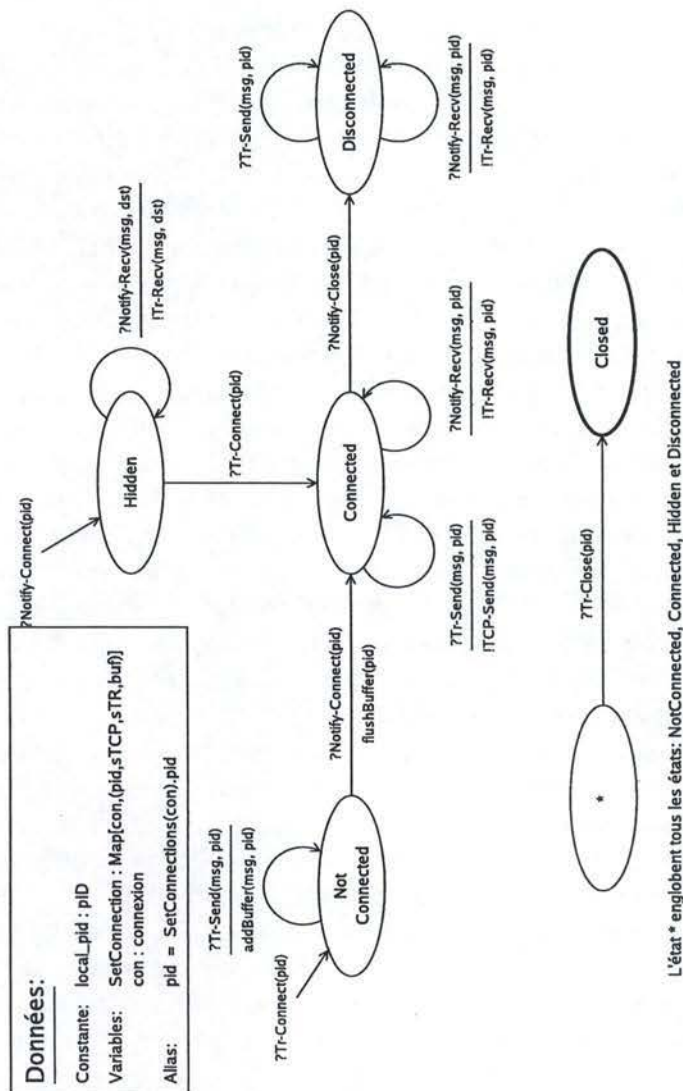 Données:
Constante: local_pid : pID
Variables: SetConnection : Map[con,(pid,sTCP,sTR,buf)]
con : connexion
Alias: pid = SetConnections(con).pid
?Notify-Connect(pid)
Hidden
?Notify-Recv(msg, dst)
!Tr-Recv(msg, dst)
?Tr-Connect(pid)
?Tr-Send(msg, pid)
addBuffer(msg, pid)
?Tr-Connect(pid)
Not
Connected
?Notify-Connect(pid)
flushBuffer(pid)
Connected
?Tr-Send(msg, pid)
!TCP-Send(msg, pid)
?Notify-Recv(msg, pid)
!Tr-Recv(msg, pid)
?Notify-Close(pid)
?Tr-Send(msg, pid)
Disconnected
?Notify-Recv(msg, pid)
!Tr-Recv(msg, pid)
*
?Tr-Close(pid)
Closed
L'état * englobent tous les états: NotConnected, Connected, Hidden et Disconnected